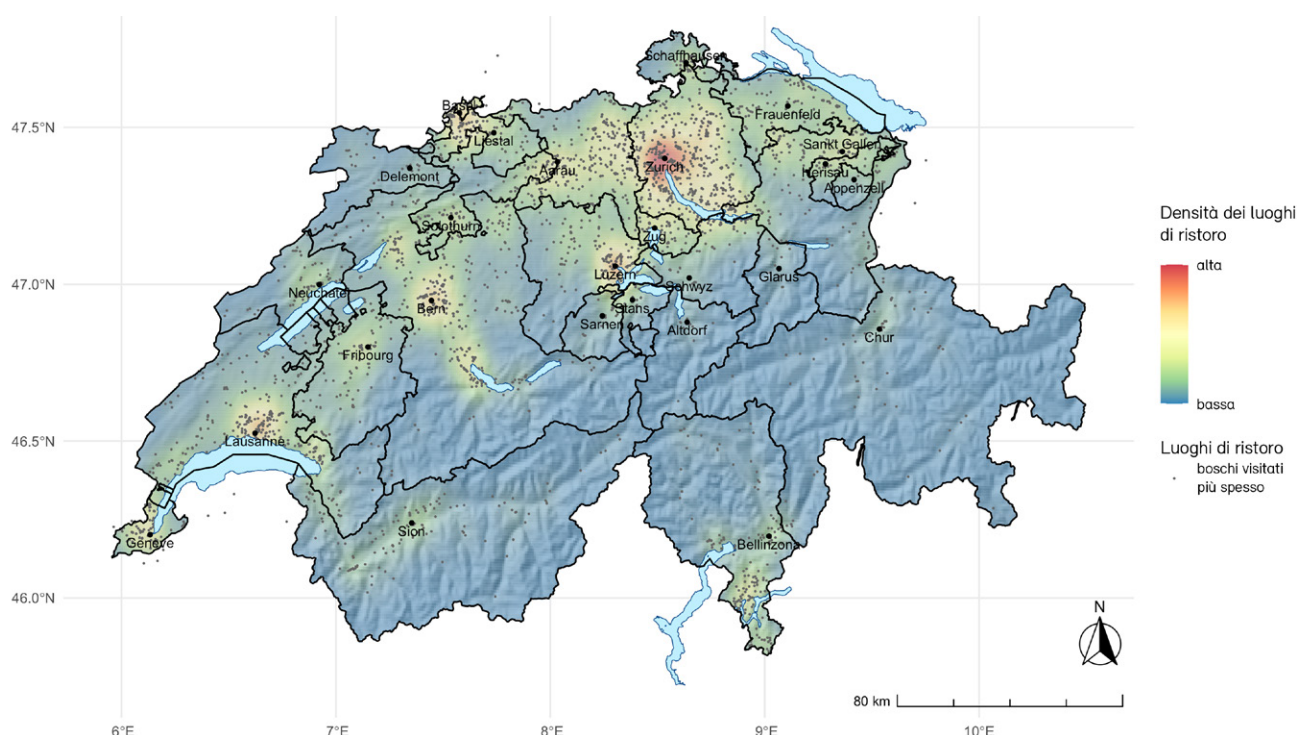 Schaffhausen
Basel
47.5°N
Frauenfeld
Liestal
Sankt Gallen
Aarau
Zurich
Herisau
Delemont
Appenzell
Solothurn
Zug
Densità dei luoghi
di ristoro
alta
47.0°N
Luzern
Glarus
Neuchatel
Schwyz
Bern
Stans
Sarnen
Altdorf
Chur
Fribourg
bassa
46.5°N
Lausanne
Luoghi di ristoro
boschi visitati
più spesso
Sion
Genève
Bellinzona
46.0°N
N
80 km
6°E
7°E
8°E
9°E
10°E